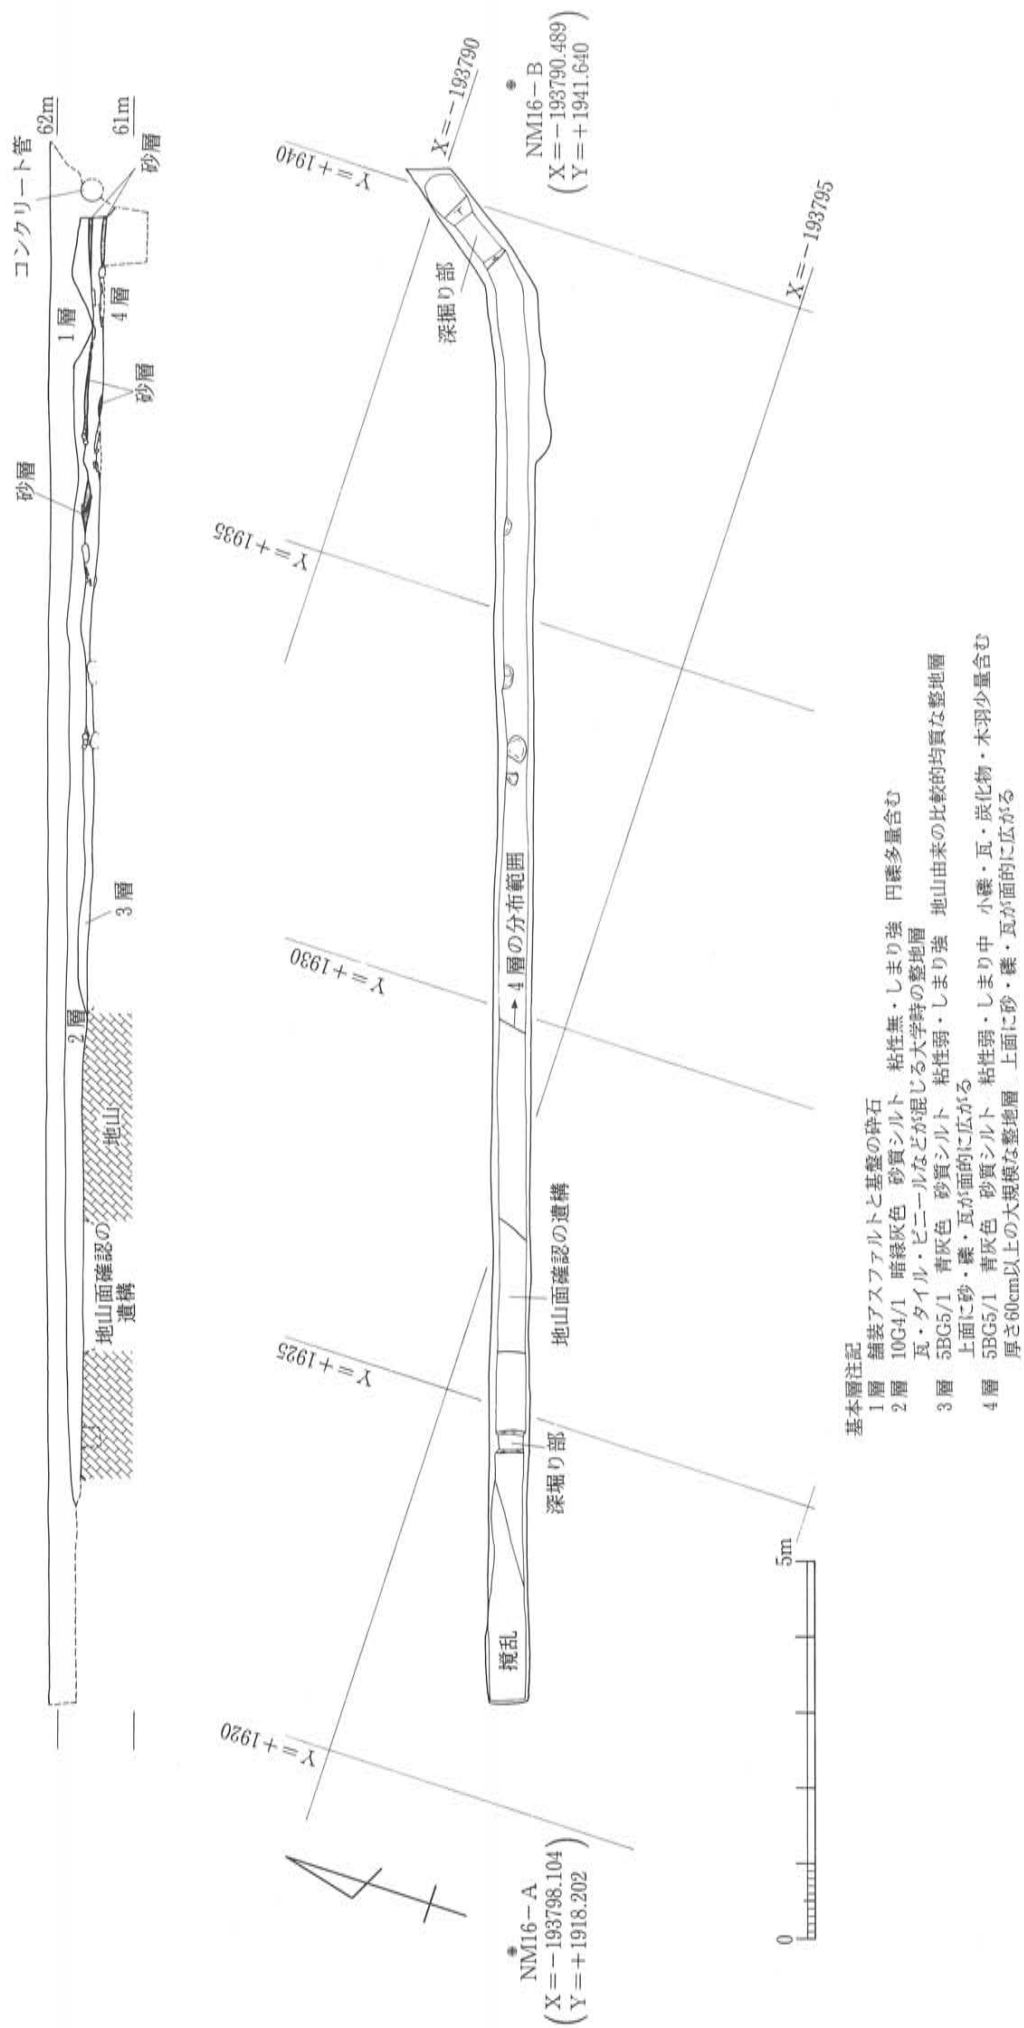 コンクリート管
62m
61m
砂層
1層
4層
砂層
砂層
3層
2層
地山
地山面確認の
遺構
Y=+1940
X=-193790
NM16-B
(X=-193790.489
Y=+1941.640)
深掘り部
X=-193795
Y=+1935
Y=+1930
→4層の分布範囲
地山面確認の遺構
Y=+1925
深掘り部
撹乱
Y=+1920
NM16-A
(X=-193798.104
Y=+1918.202)
0
5m
基本層注記
1層 舗装アスファルトと基盤の砕石
2層 10G4/1 暗緑灰色 砂質シルト 粘性無・しまり強 円礫多量含む
瓦・タイル・ビニールなどが混じる大学時の整地層
3層 5BG5/1 青灰色 砂質シルト 粘性弱・しまり強 地山由来の比較的均質な整地層
上面に砂・礫・瓦が面的に広がる
4層 5BG5/1 青灰色 砂質シルト 粘性弱・しまり中 小礫・瓦・炭化物・木羽少量含む
厚さ60cm以上の大規模な整地層 上面に砂・礫・瓦が面的に広がる